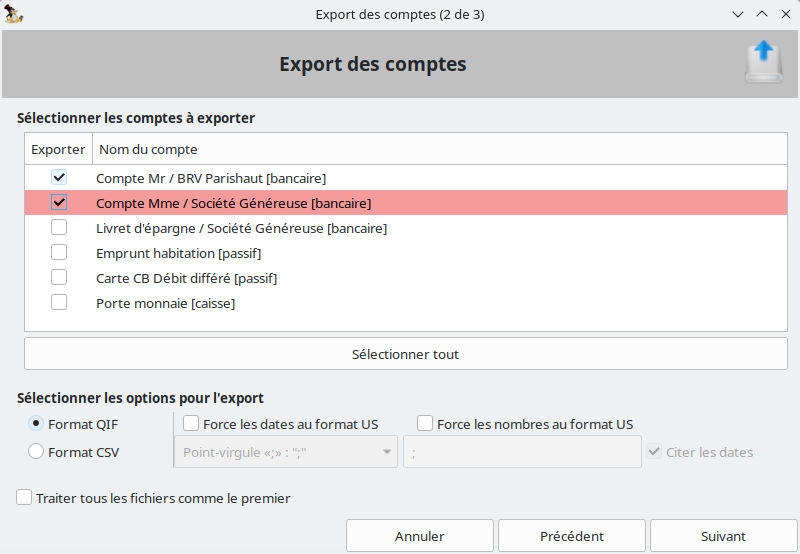 Export des comptes (2 de 3)
Export des comptes
Sélectionner les comptes à exporter
Exporter Nom du compte
Compte Mr / BRV Parishaut [bancaire]
Compte Mme / Société Généreuse [bancaire]
Livret d'épargne / Société Généreuse [bancaire]
Emprunt habitation [passif]
Carte CB Débit différé [passif]
Porte monnaie [caisse]
Sélectionner tout
Sélectionner les options pour l'export
Format QIF Force les dates au format US Force les nombres au format US
Format CSV Point-virgule «;» : ";" ; Citer les dates
Traiter tous les fichiers comme le premier
Annuler Précédent Suivant